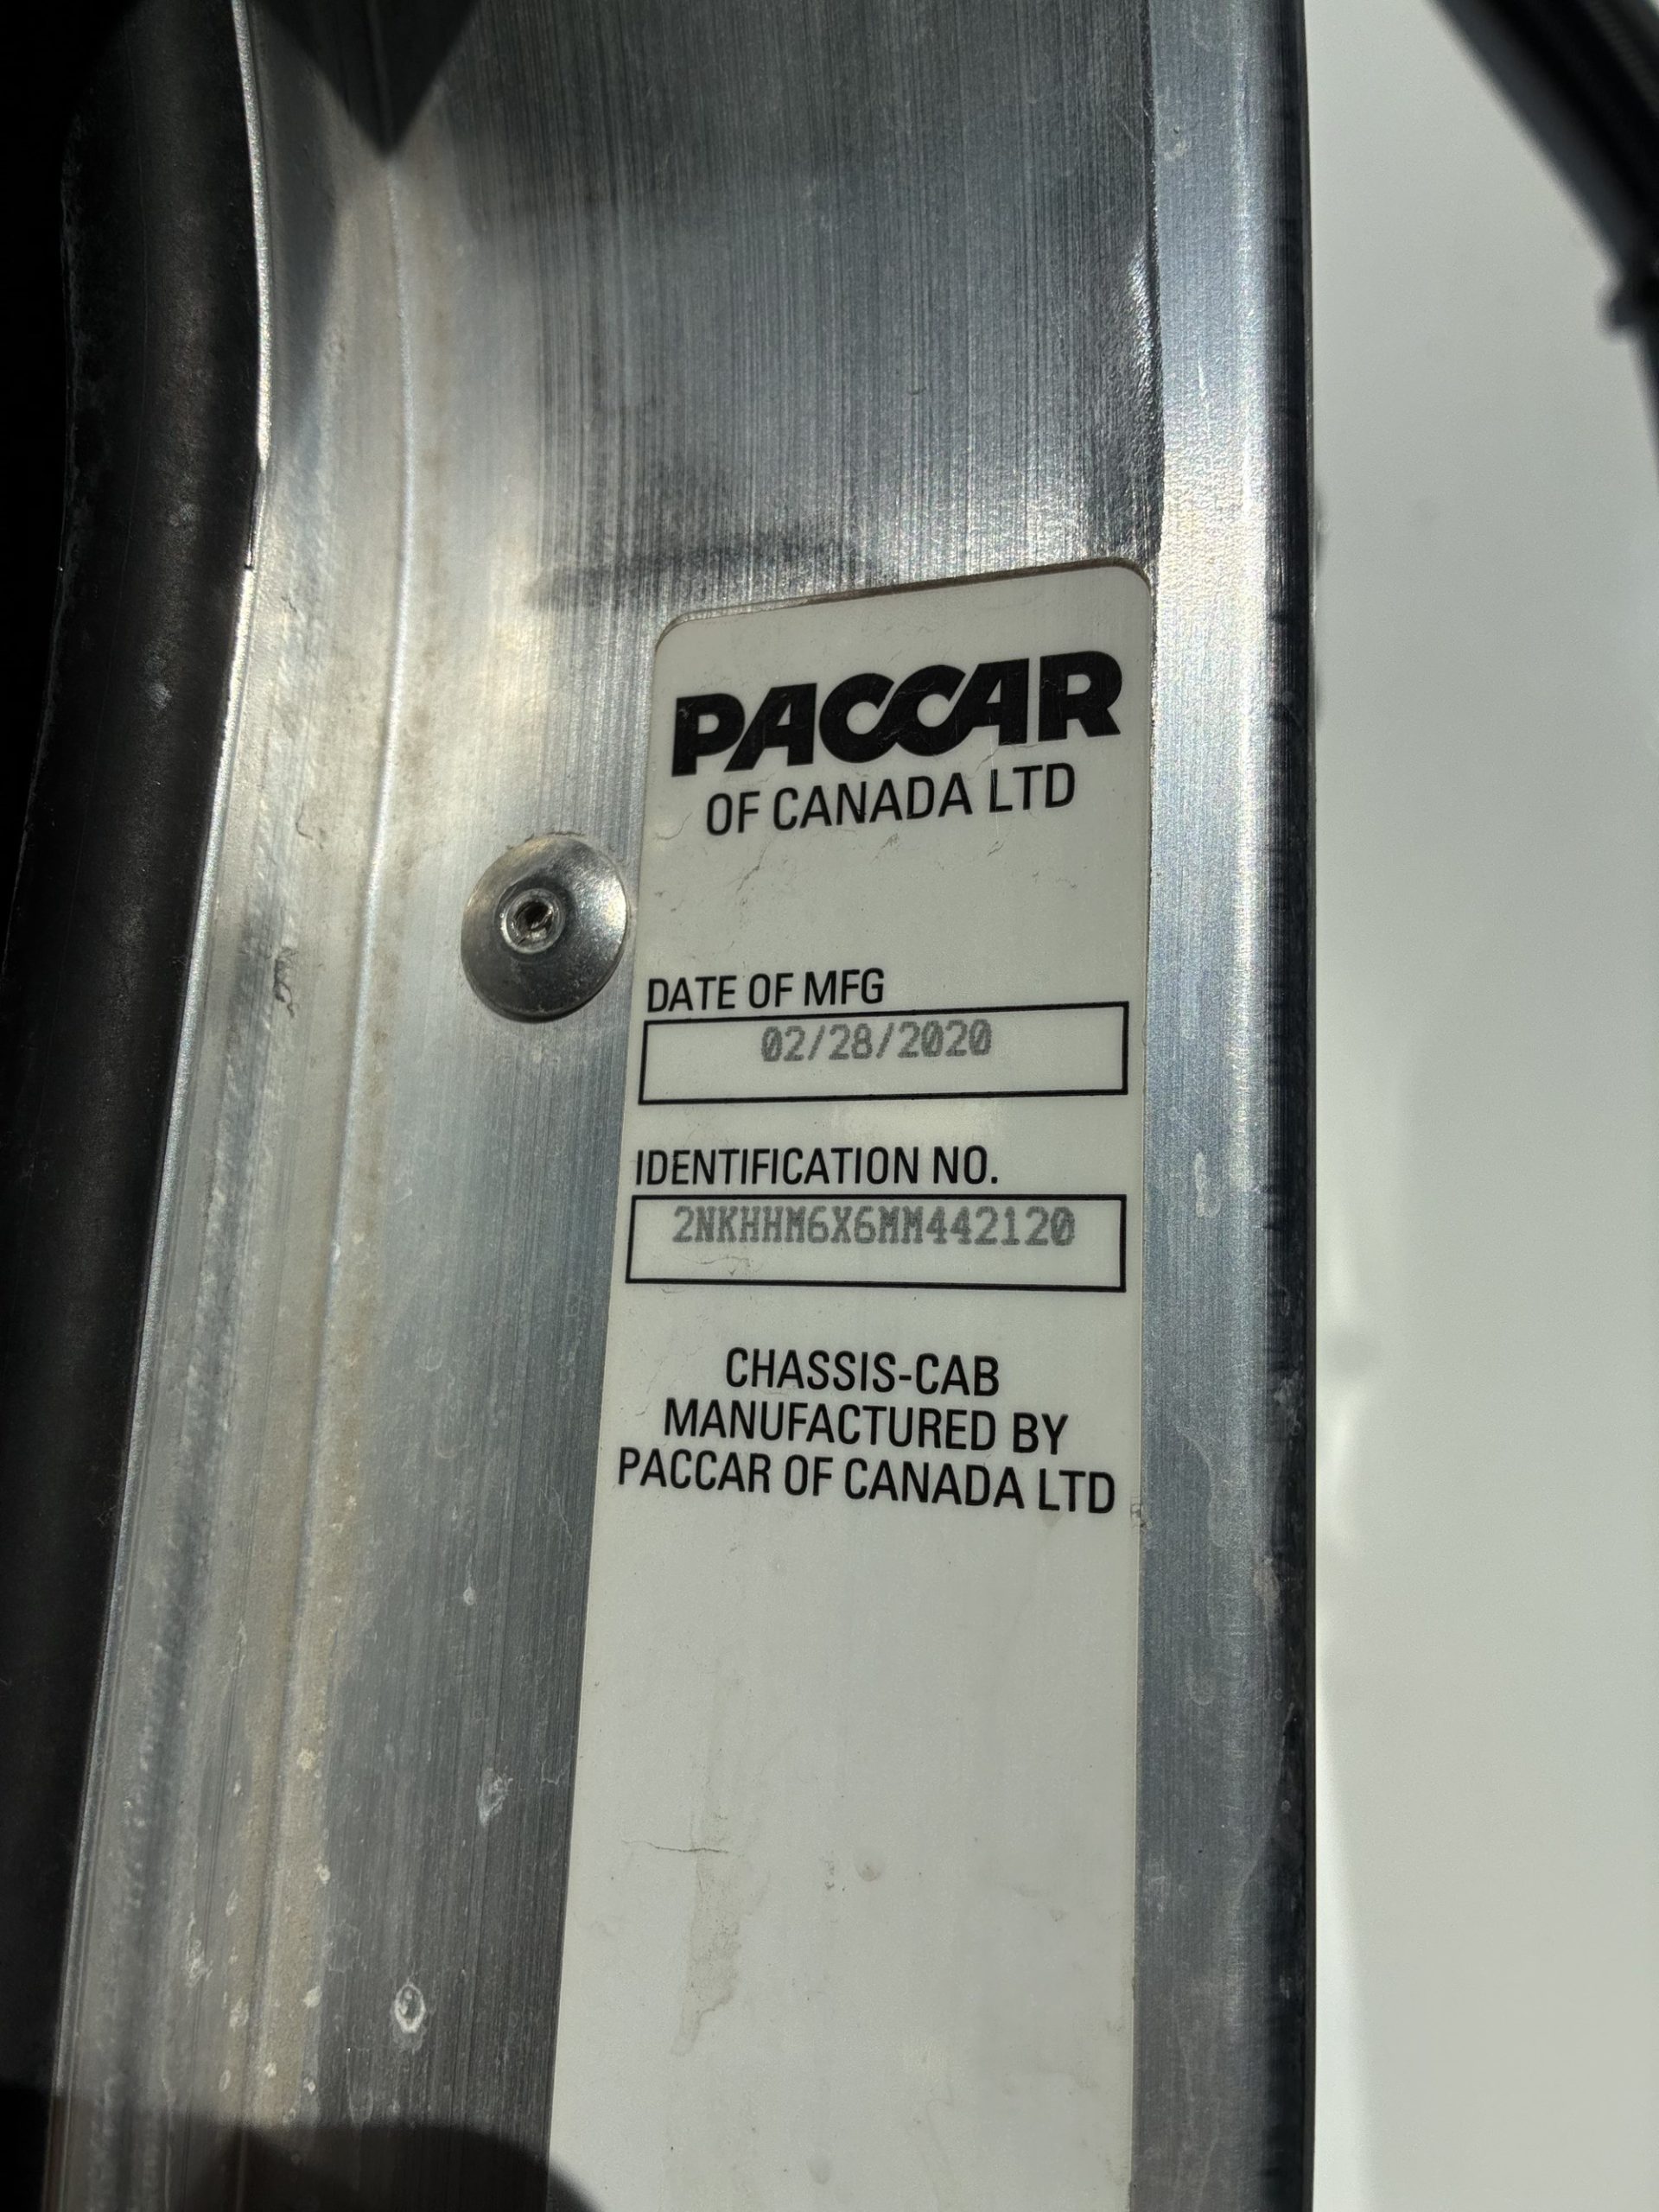 PACCAR
OF CANADA LTD
DATE OF MFG
02/28/2020
IDENTIFICATION NO.
2NKHHM6X6MM442120
CHASSIS-CAB
MANUFACTURED BY
PACCAR OF CANADA LTD